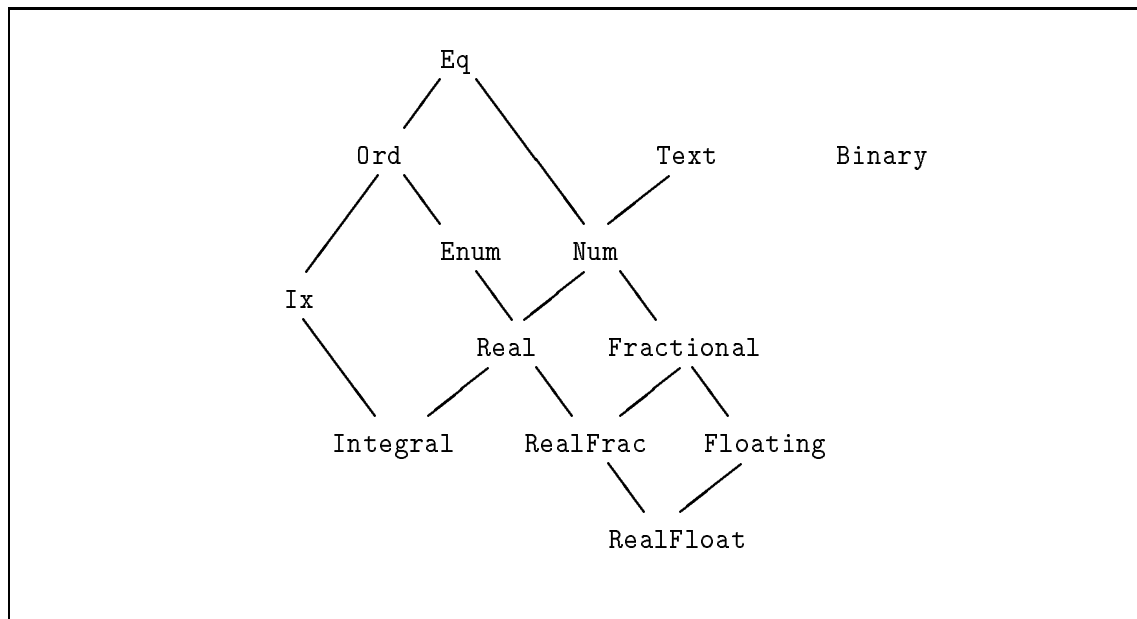 Eq
Ord Text Binary
Enum Num
Ix
Real Fractional
Integral RealFrac Floating
RealFloat